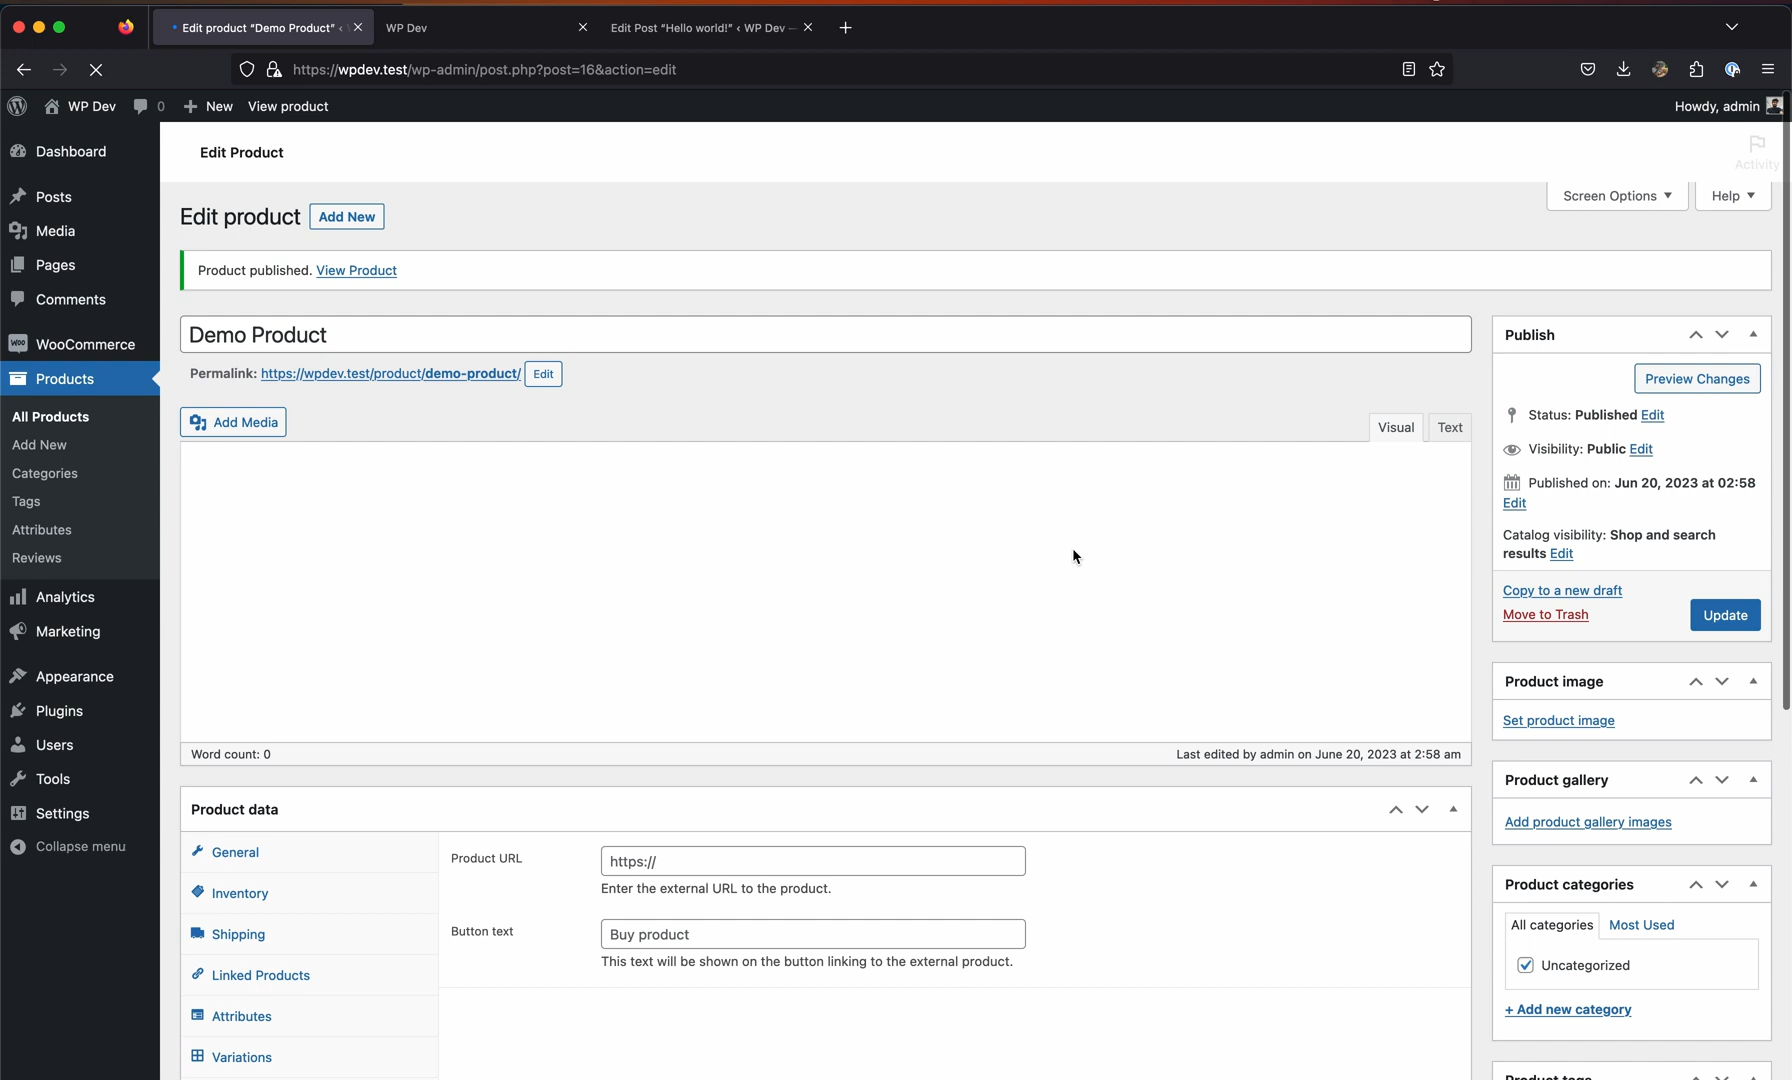 Edit product “Demo Product” ‹
WP Dev
Edit Post “Hello world!” ‹ WP Dev —
https://wpdev.test/wp-admin/post.php?post=16&action=edit
WP Dev
0
New
View product
Howdy, admin
Dashboard
Posts
Media
Pages
Comments
WooCommerce
Products
All Products
Add New
Categories
Tags
Attributes
Reviews
Analytics
Marketing
Appearance
Plugins
Users
Tools
Settings
Collapse menu
Edit Product
Activity
Screen Options
Help
Edit product
Add New
Product published. View Product
Demo Product
Permalink: https://wpdev.test/product/demo-product/
Edit
Add Media
Visual
Text
Word count: 0
Last edited by admin on June 20, 2023 at 2:58 am
Product data
General
Inventory
Shipping
Linked Products
Attributes
Variations
Product URL
https://
Enter the external URL to the product.
Button text
Buy product
This text will be shown on the button linking to the external product.
Publish
Preview Changes
Status: Published Edit
Visibility: Public Edit
Published on: Jun 20, 2023 at 02:58
Edit
Catalog visibility: Shop and search
results Edit
Copy to a new draft
Move to Trash
Update
Product image
Set product image
Product gallery
Add product gallery images
Product categories
All categories
Most Used
Uncategorized
+ Add new category
Product tags